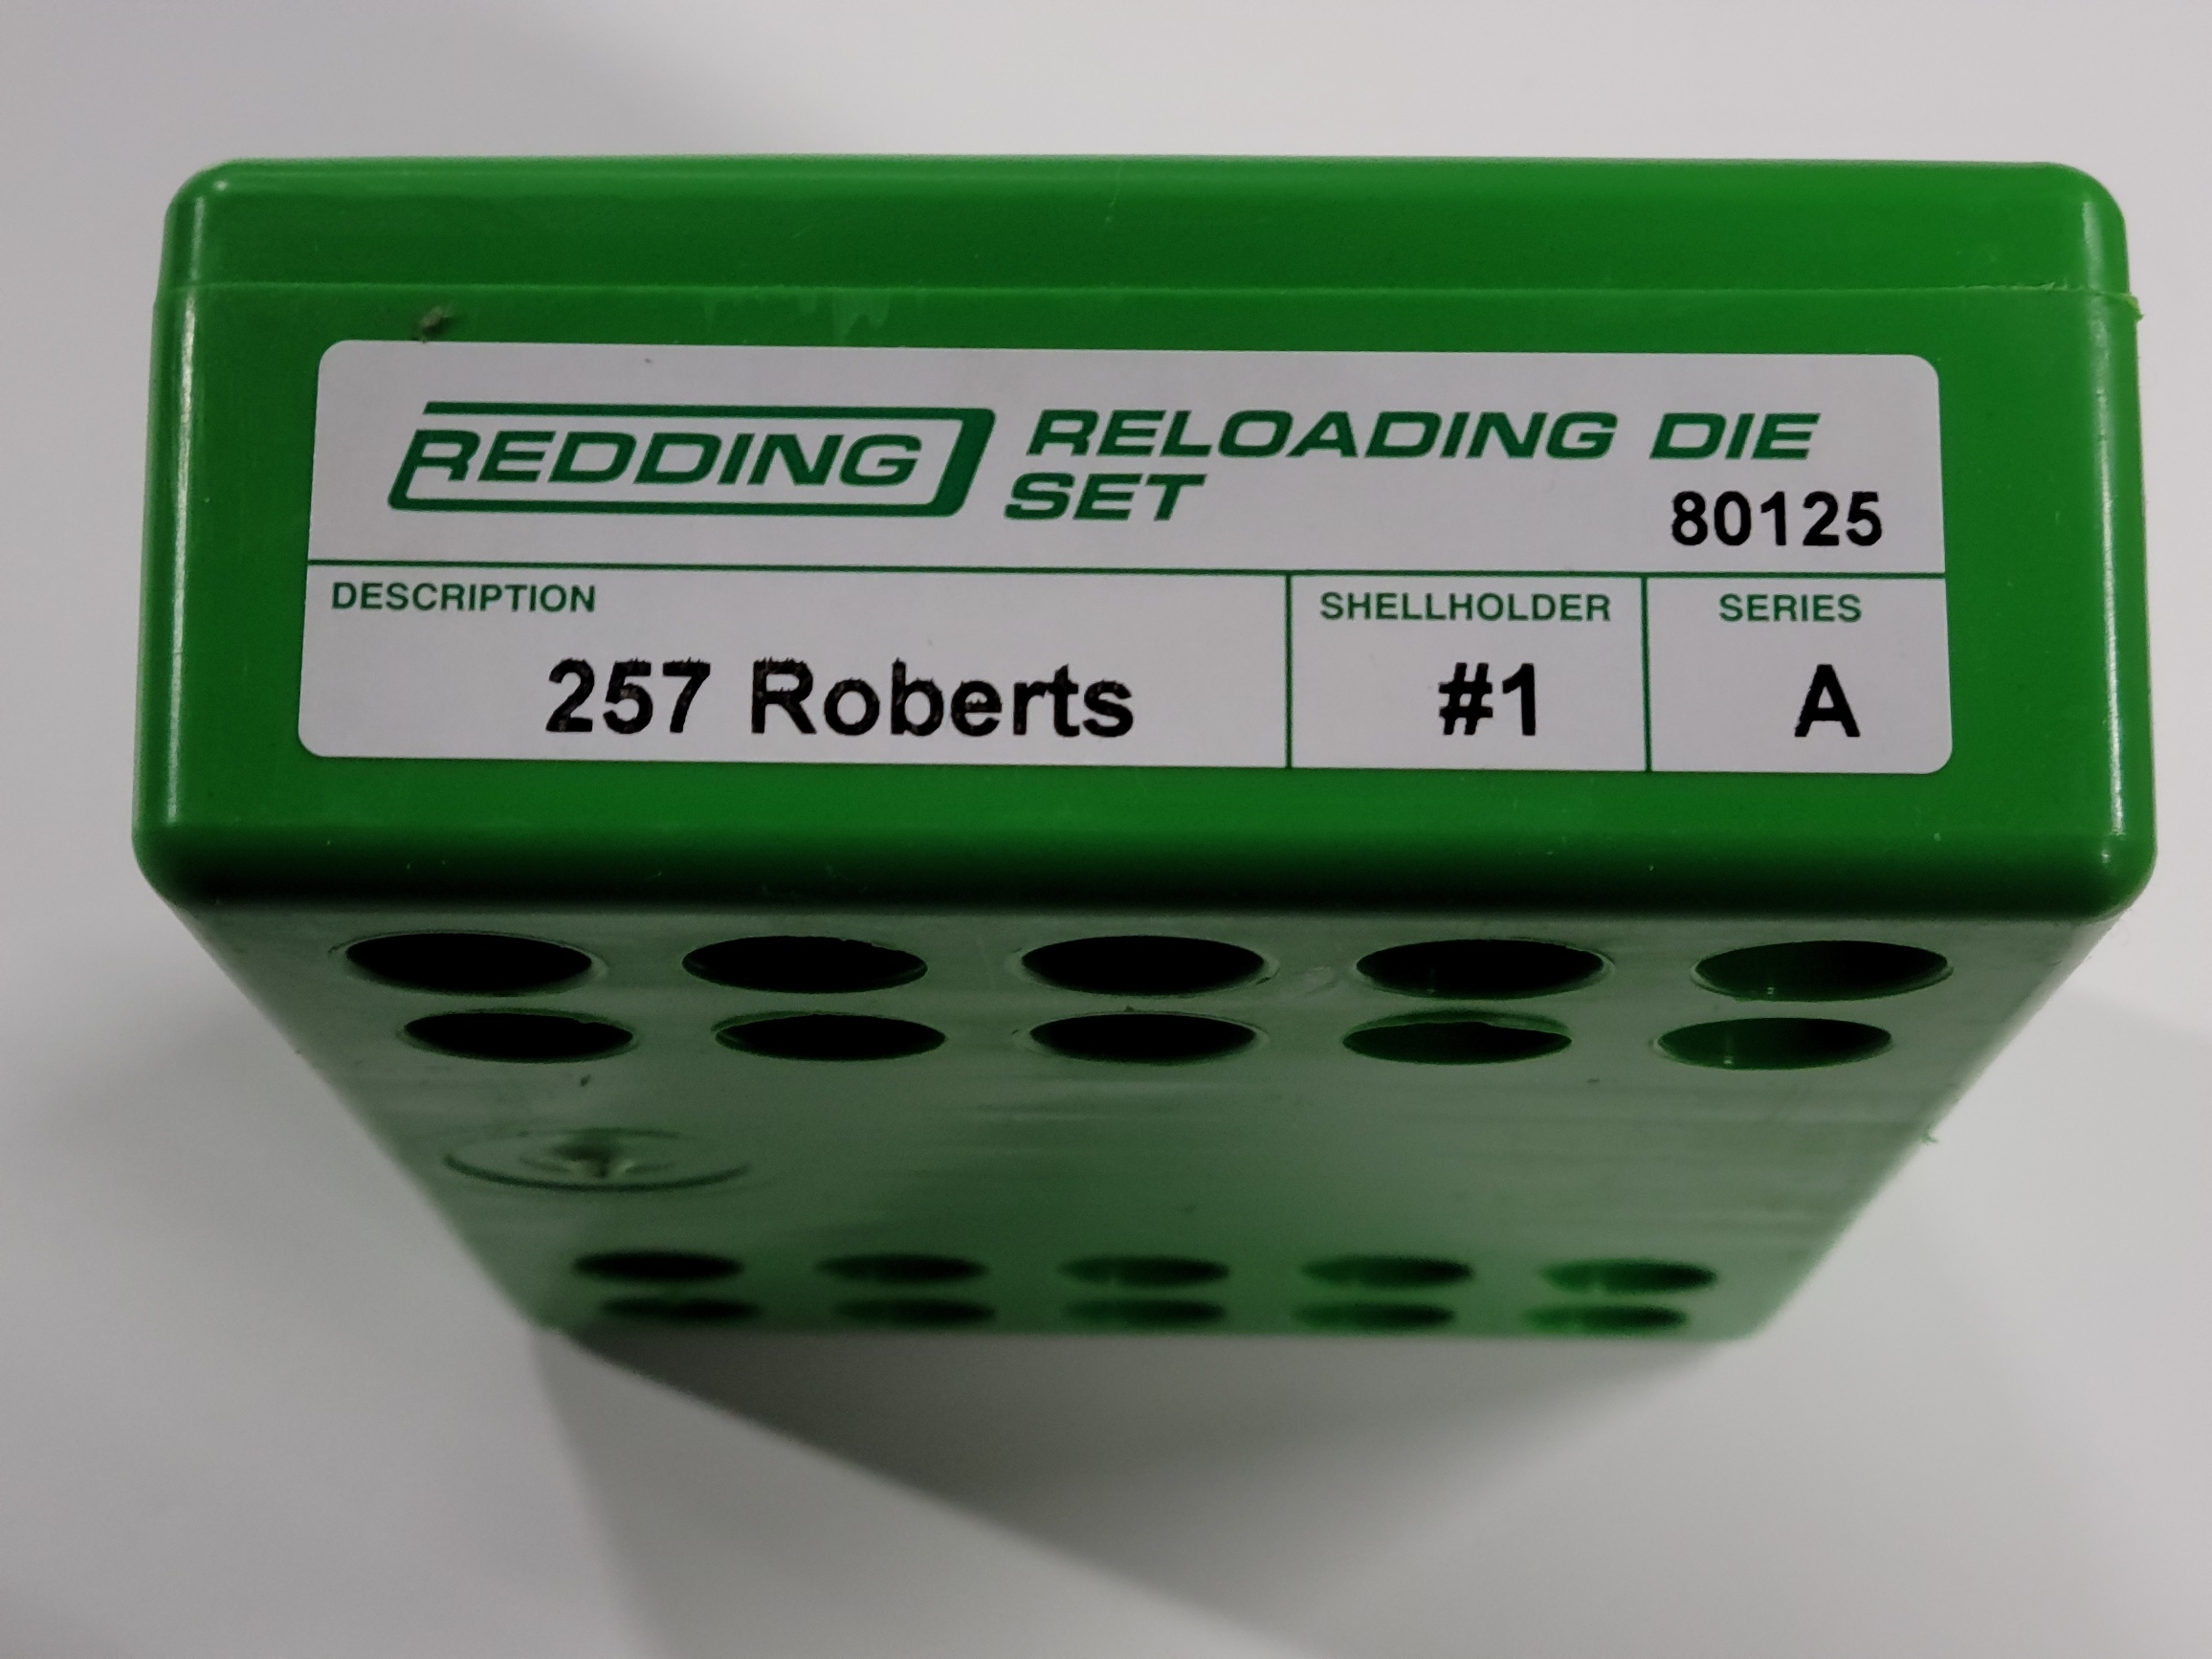 REDDING RELOADING DIE
SET
80125
DESCRIPTION SHELLHOLDER SERIES
257 Roberts #1 A